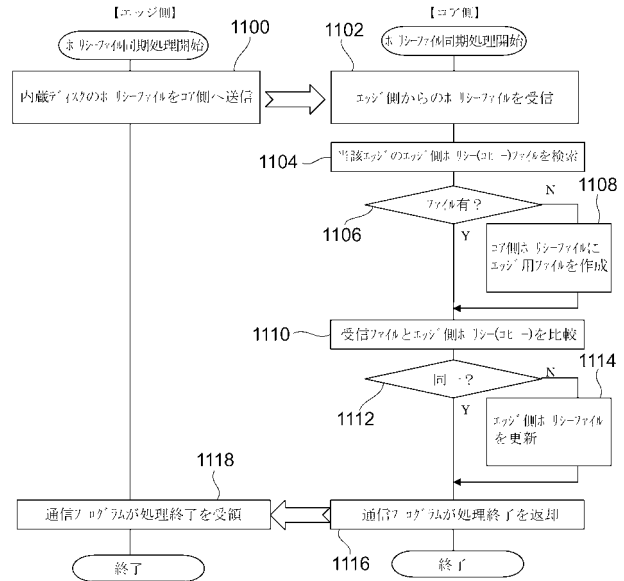 【エッジ側】
【コア側】
1100
1102
ポリシーファイル同期処理開始
ポリシーファイル同期処理開始
内蔵ディスクのポリシーファイルをコア側へ送信
エッジ側からのポリシーファイルを受信
1104
当該エッジのエッジ側ポリシー(コピー)ファイルを検索
ファイル有?
N
1108
1106
Y
コア側ポリシーファイルに
エッジ用ファイルを作成
1110
受信ファイルとエッジ側ポリシー(コピー)を比較
同一?
N
1114
1112
Y
エッジ側ポリシーファイル
を更新
1118
通信プログラムが処理終了を受領
通信プログラムが処理終了を返却
1116
終了
終了